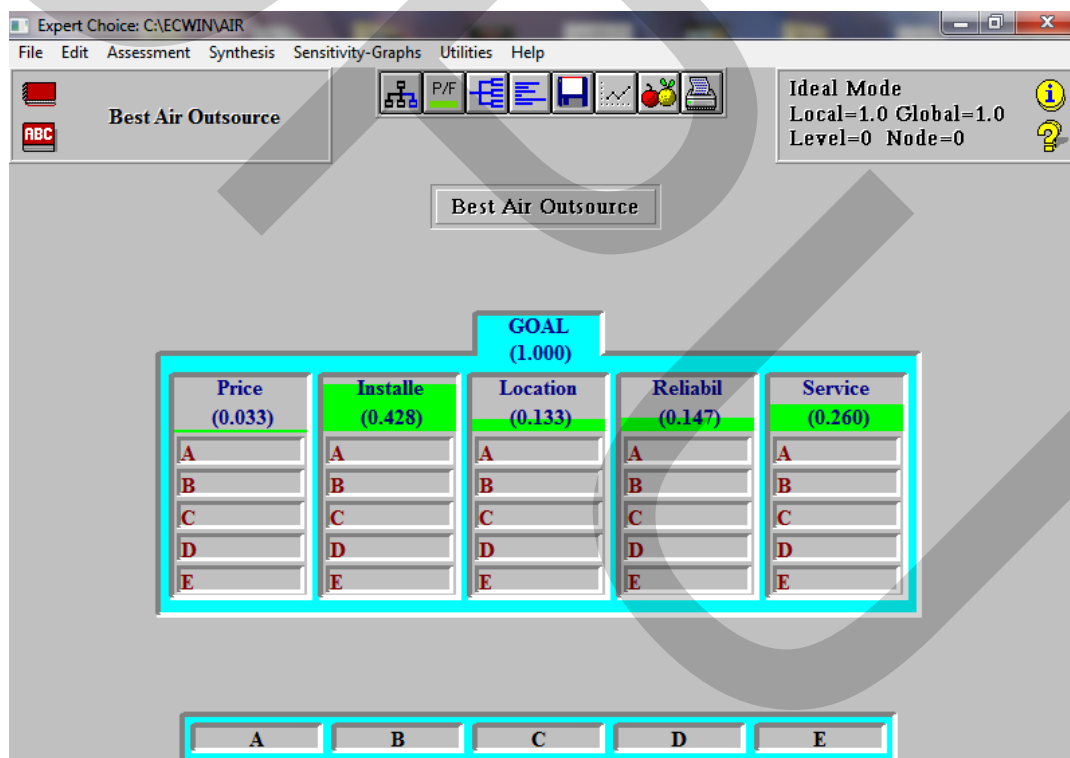 Expert Choice: C:\ECWIN\AIR
File Edit Assessment Synthesis Sensitivity-Graphs Utilities Help
P/F
ABC
Best Air Outsource
Ideal Mode
Local=1.0 Global=1.0
Level=0 Node=0
Best Air Outsource
GOAL
(1.000)
Price Installe Location Reliabil Service
(0.033) (0.428) (0.133) (0.147) (0.260)
A A A A A
B B B B B
C C C C C
D D D D D
E E E E E
A B C D E